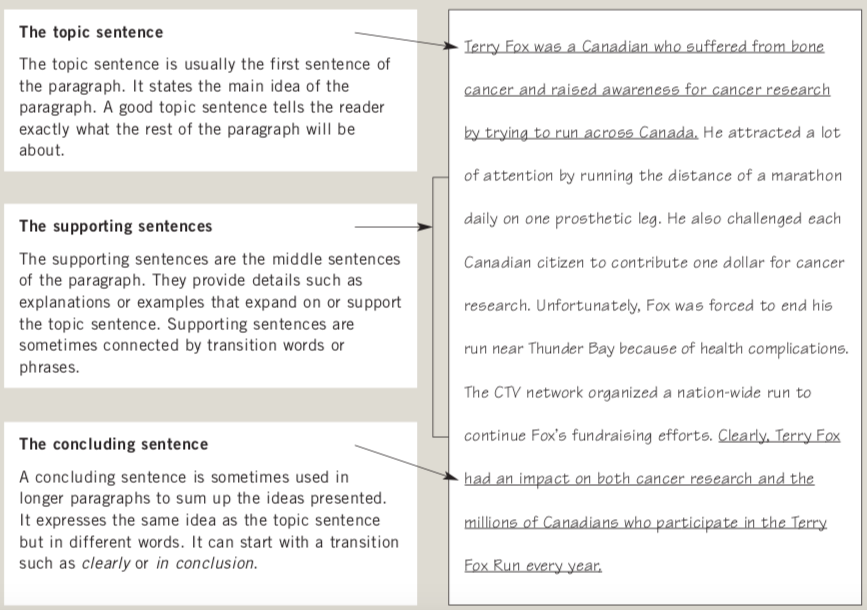 The topic sentence
The topic sentence is usually the first sentence of
the paragraph. It states the main idea of the
paragraph. A good topic sentence tells the reader
exactly what the rest of the paragraph will be
about.
The supporting sentences
The supporting sentences are the middle sentences
of the paragraph. They provide details such as
explanations or examples that expand on or support
the topic sentence. Supporting sentences are
sometimes connected by transition words or
phrases.
The concluding sentence
A concluding sentence is sometimes used in
longer paragraphs to sum up the ideas presented.
It expresses the same idea as the topic sentence
but in different words. It can start with a transition
such as clearly or in conclusion.
Terry Fox was a Canadian who suffered from bone
cancer and raised awareness for cancer research
by trying to run across Canada. He attracted a lot
of attention by running the distance of a marathon
daily on one prosthetic leg. He also challenged each
Canadian citizen to contribute one dollar for cancer
research. Unfortunately, Fox was forced to end his
run near Thunder Bay because of health complications.
The CTV network organized a nation-wide run to
continue Fox's fundraising efforts. Clearly, Terry Fox
had an impact on both cancer research and the
millions of Canadians who participate in the Terry
Fox Run every year.